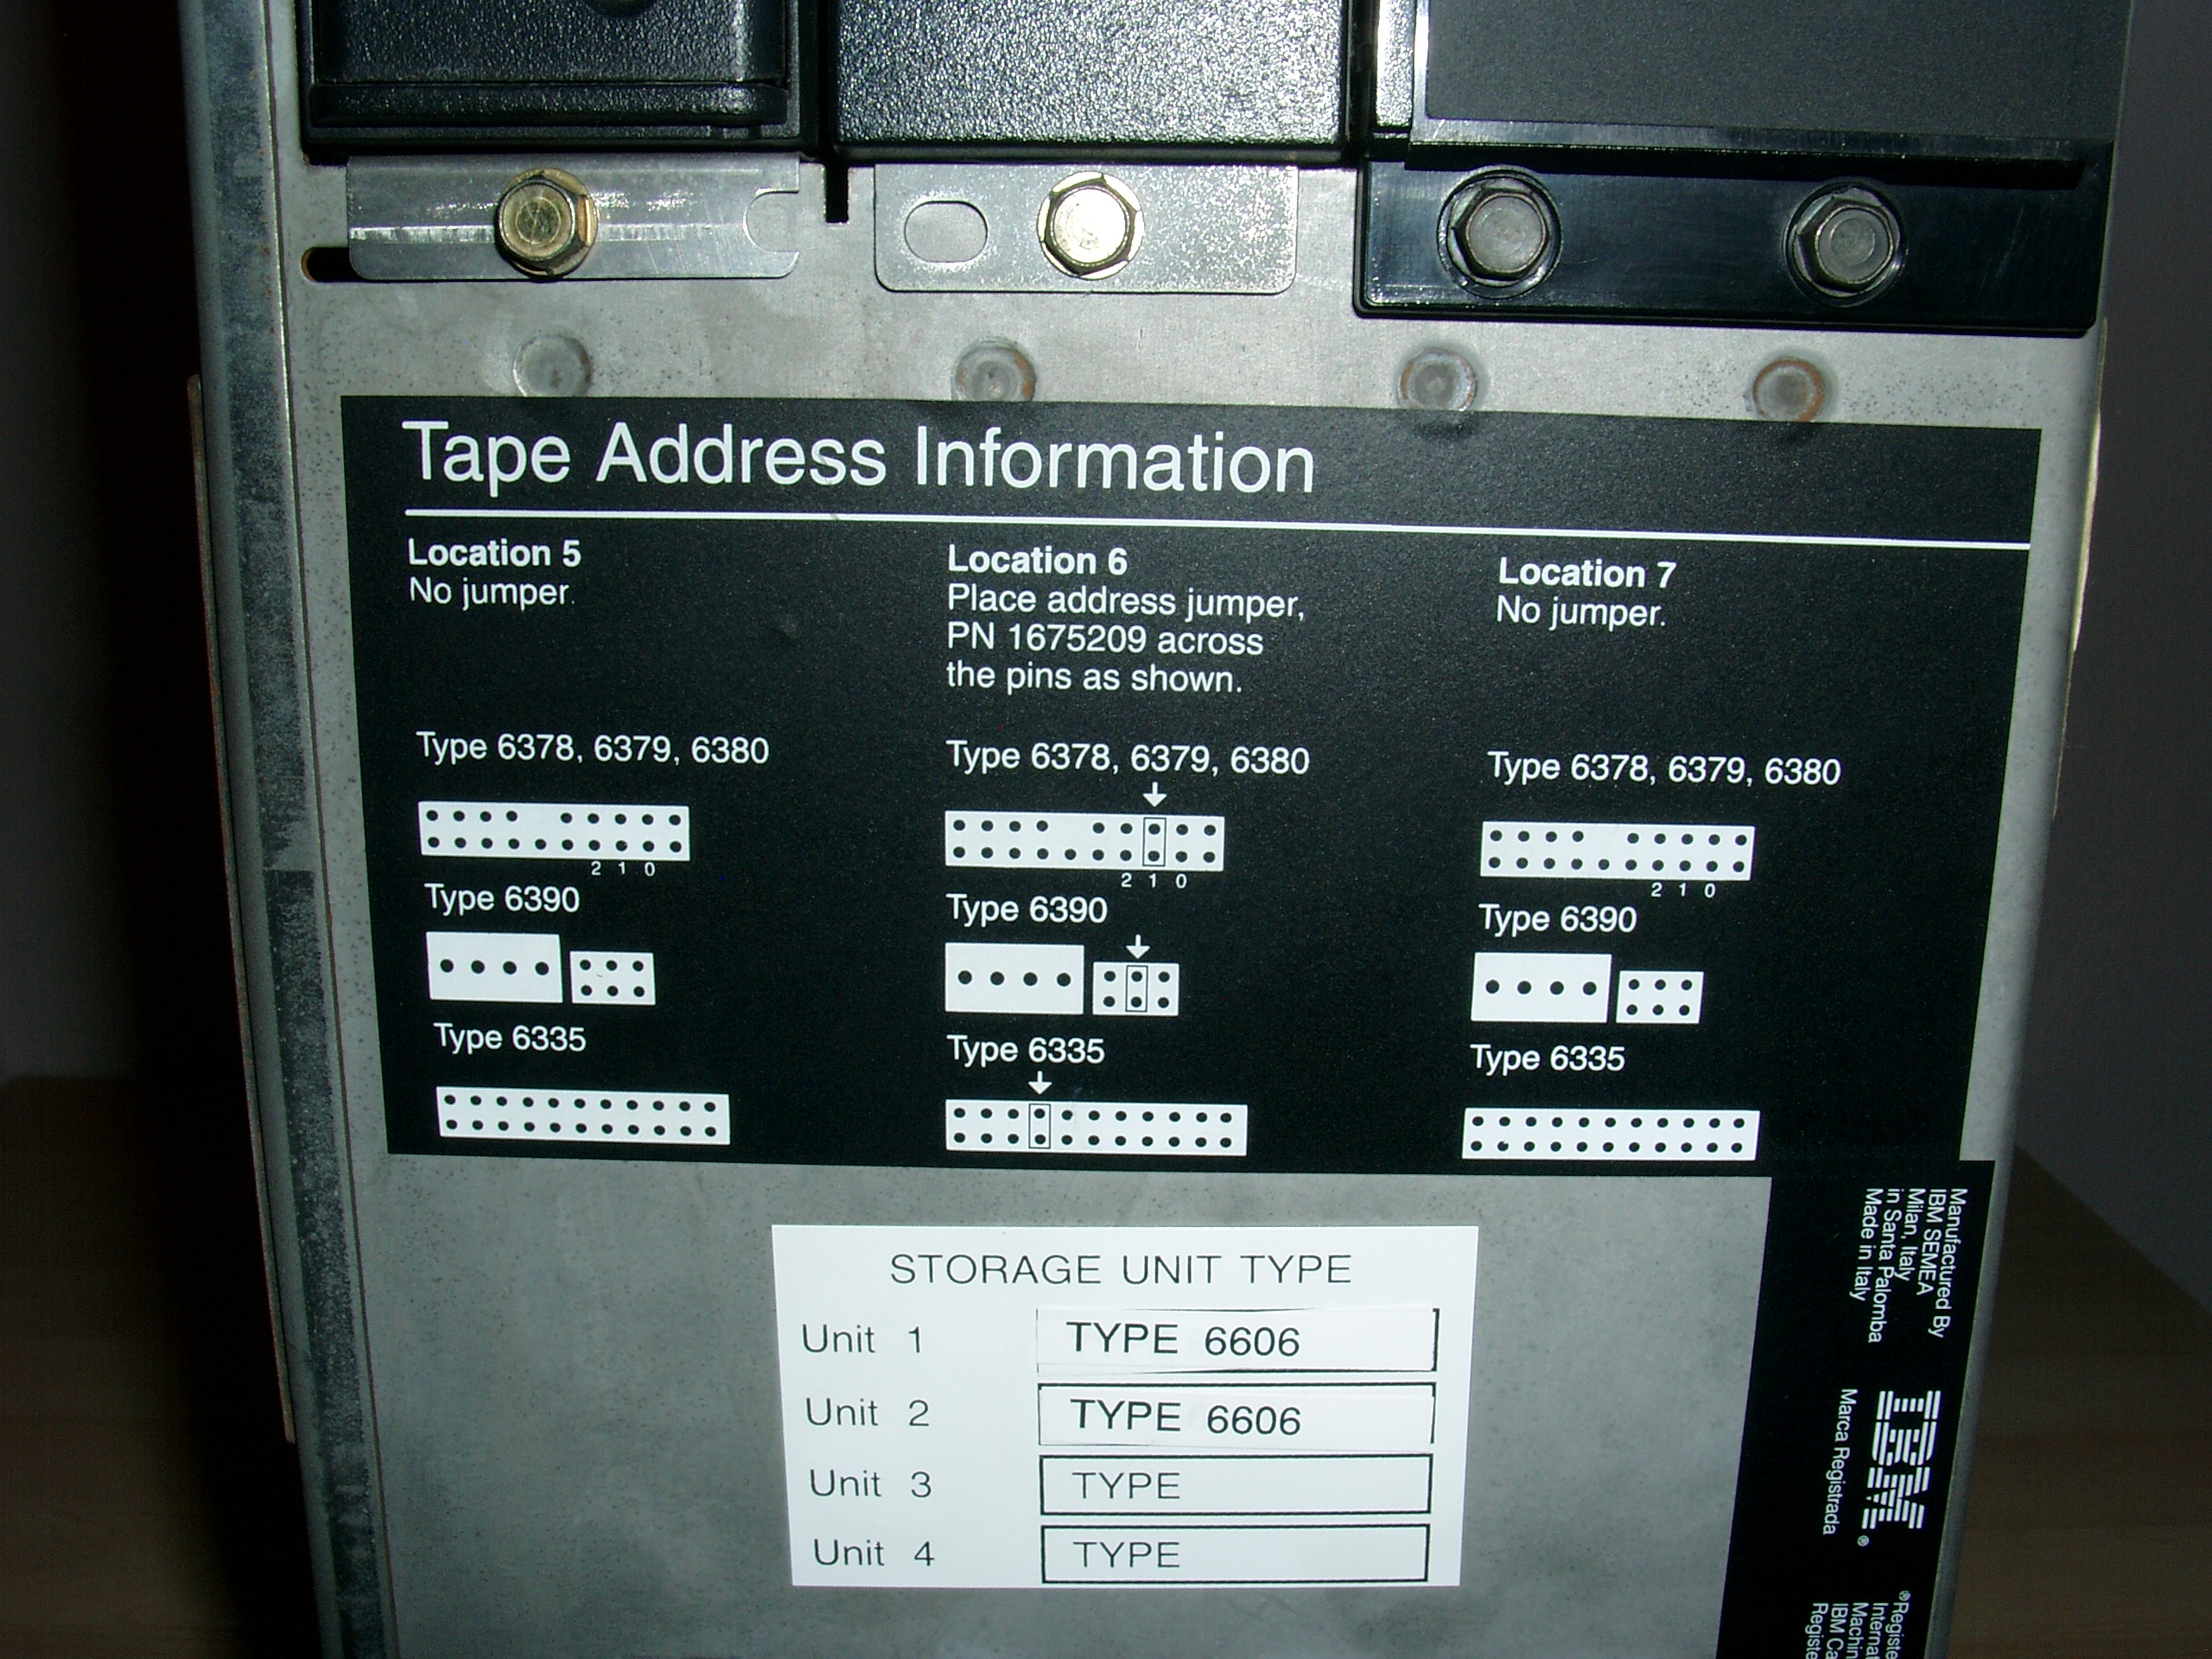 Tape Address Information
Location 5
No jumper.
Type 6378, 6379, 6380
2 1 0
Type 6390
Type 6335
Location 6
Place address jumper,
PN 1675209 across
the pins as shown.
Type 6378, 6379, 6380
2 1 0
Type 6390
Type 6335
Location 7
No jumper.
Type 6378, 6379, 6380
2 1 0
Type 6390
Type 6335
STORAGE UNIT TYPE
Unit 1 TYPE 6606
Unit 2 TYPE 6606
Unit 3 TYPE
Unit 4 TYPE
Manufactured By
IBM SEMEA
Milan, Italy
in Santa Palomba
Made in Italy
IBM®
Marca Registrada
IBM